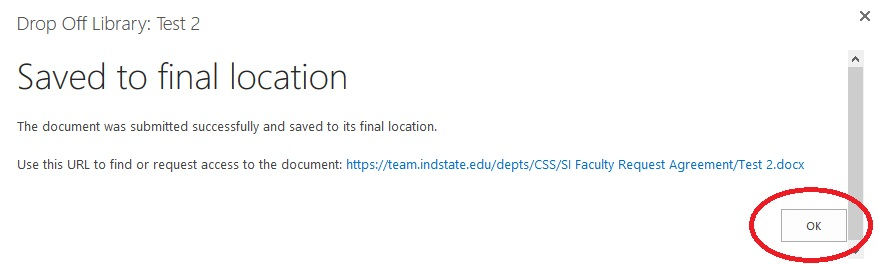 Drop Off Library: Test 2
Saved to final location
The document was submitted successfully and saved to its final location.
Use this URL to find or request access to the document: https://team.indstate.edu/depts/CSS/SI Faculty Request Agreement/Test 2.docx
OK